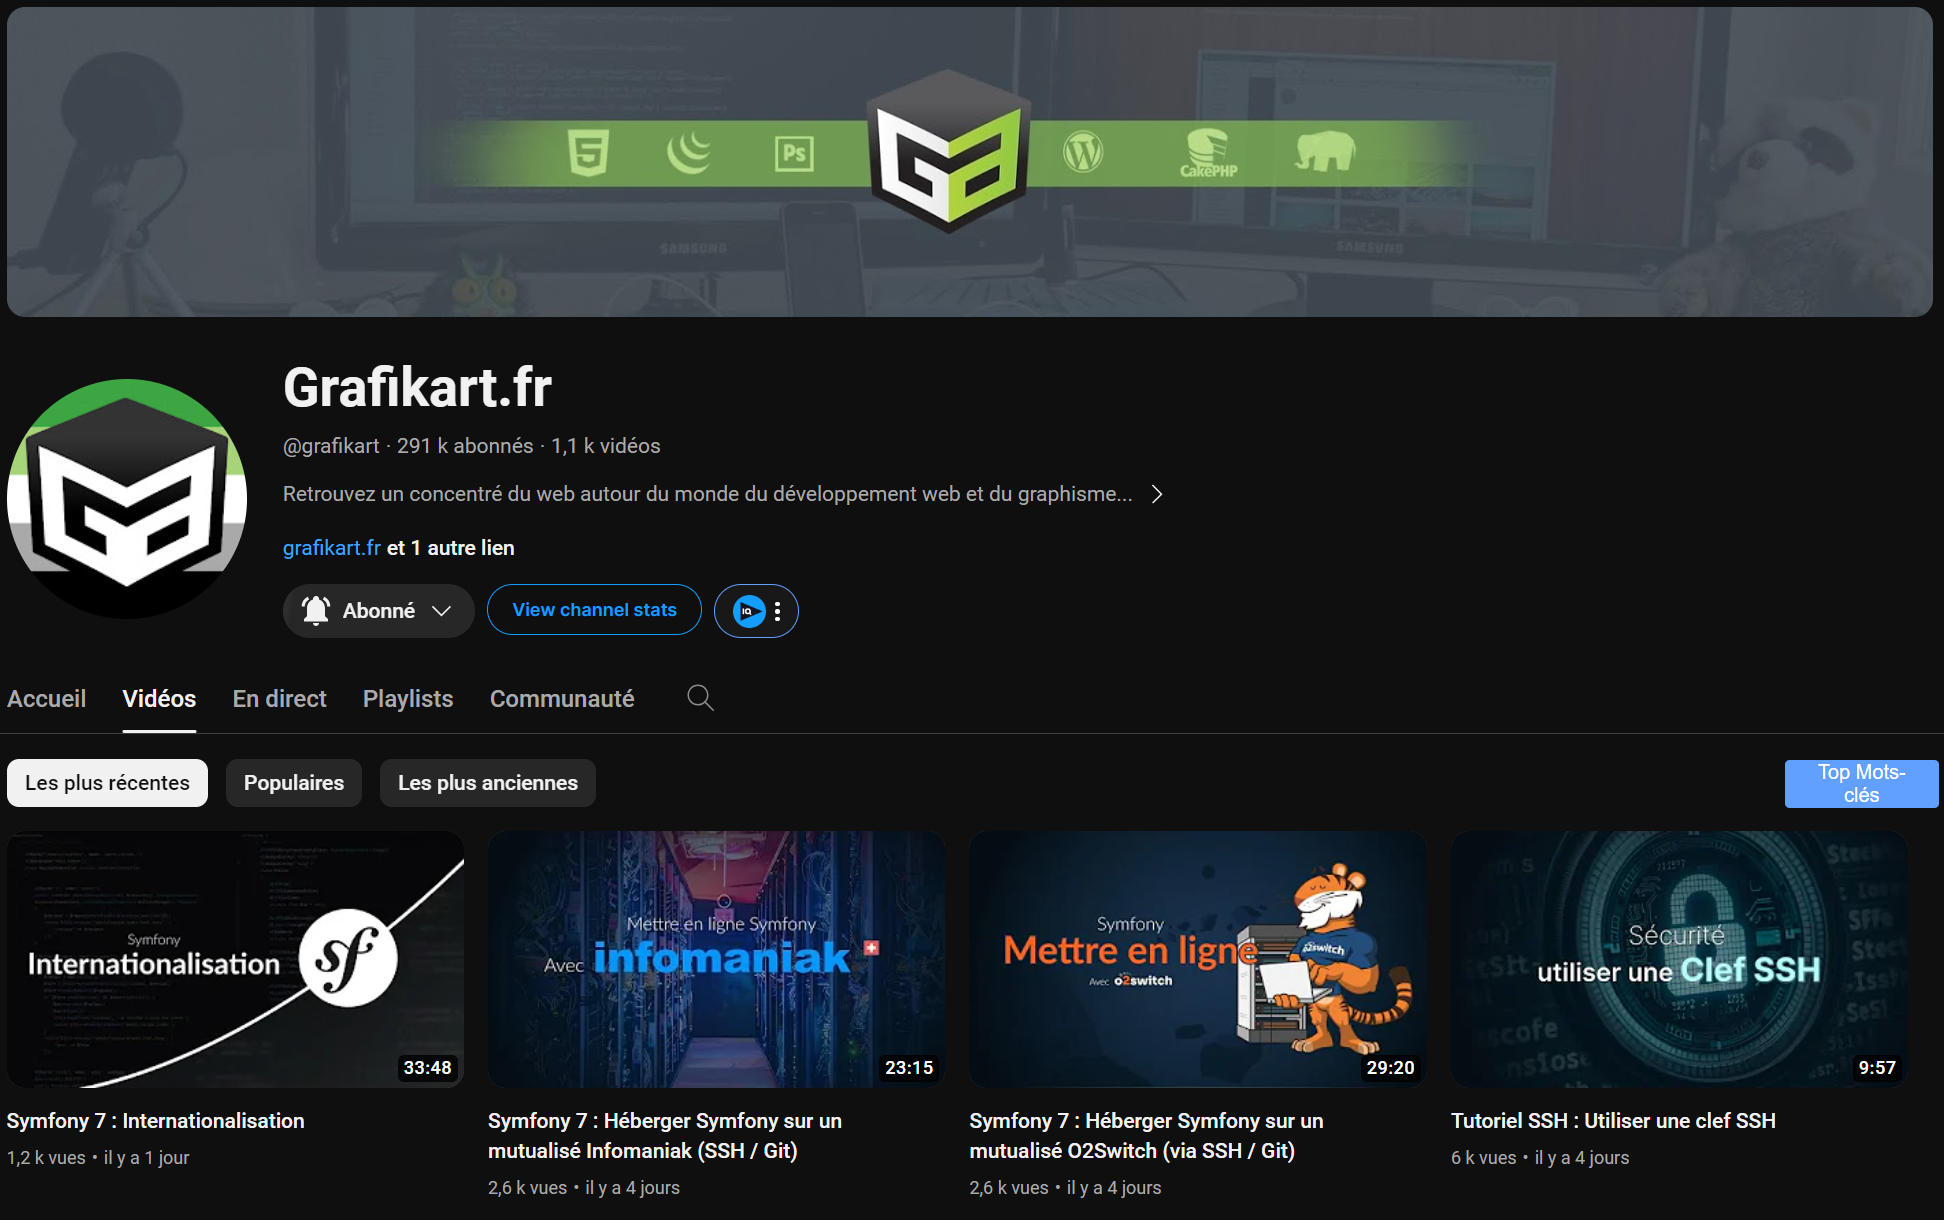 SAMSUNG
SAMSUNG
5
Ps
GA
CakePHP
Grafikart.fr
@grafikart · 291 k abonnés · 1,1 k vidéos
Retrouvez un concentré du web autour du monde du développement web et du graphisme...
grafikart.fr et 1 autre lien
Abonné
View channel stats
IQ
Accueil
Vidéos
En direct
Playlists
Communauté
Les plus récentes
Populaires
Les plus anciennes
Top Mots-
clés
Symfony
Internationalisation
sf
33:48
Mettre en ligne Symfony
Avec infomaniak
23:15
Symfony
Mettre en ligne
Avec o2switch
o2switch
29:20
Sécurité
utiliser une Clef SSH
9:57
Symfony 7 : Internationalisation
1,2 k vues • il y a 1 jour
Symfony 7 : Héberger Symfony sur un
mutualisé Infomaniak (SSH / Git)
2,6 k vues • il y a 4 jours
Symfony 7 : Héberger Symfony sur un
mutualisé O2Switch (via SSH / Git)
2,6 k vues • il y a 4 jours
Tutoriel SSH : Utiliser une clef SSH
6 k vues • il y a 4 jours